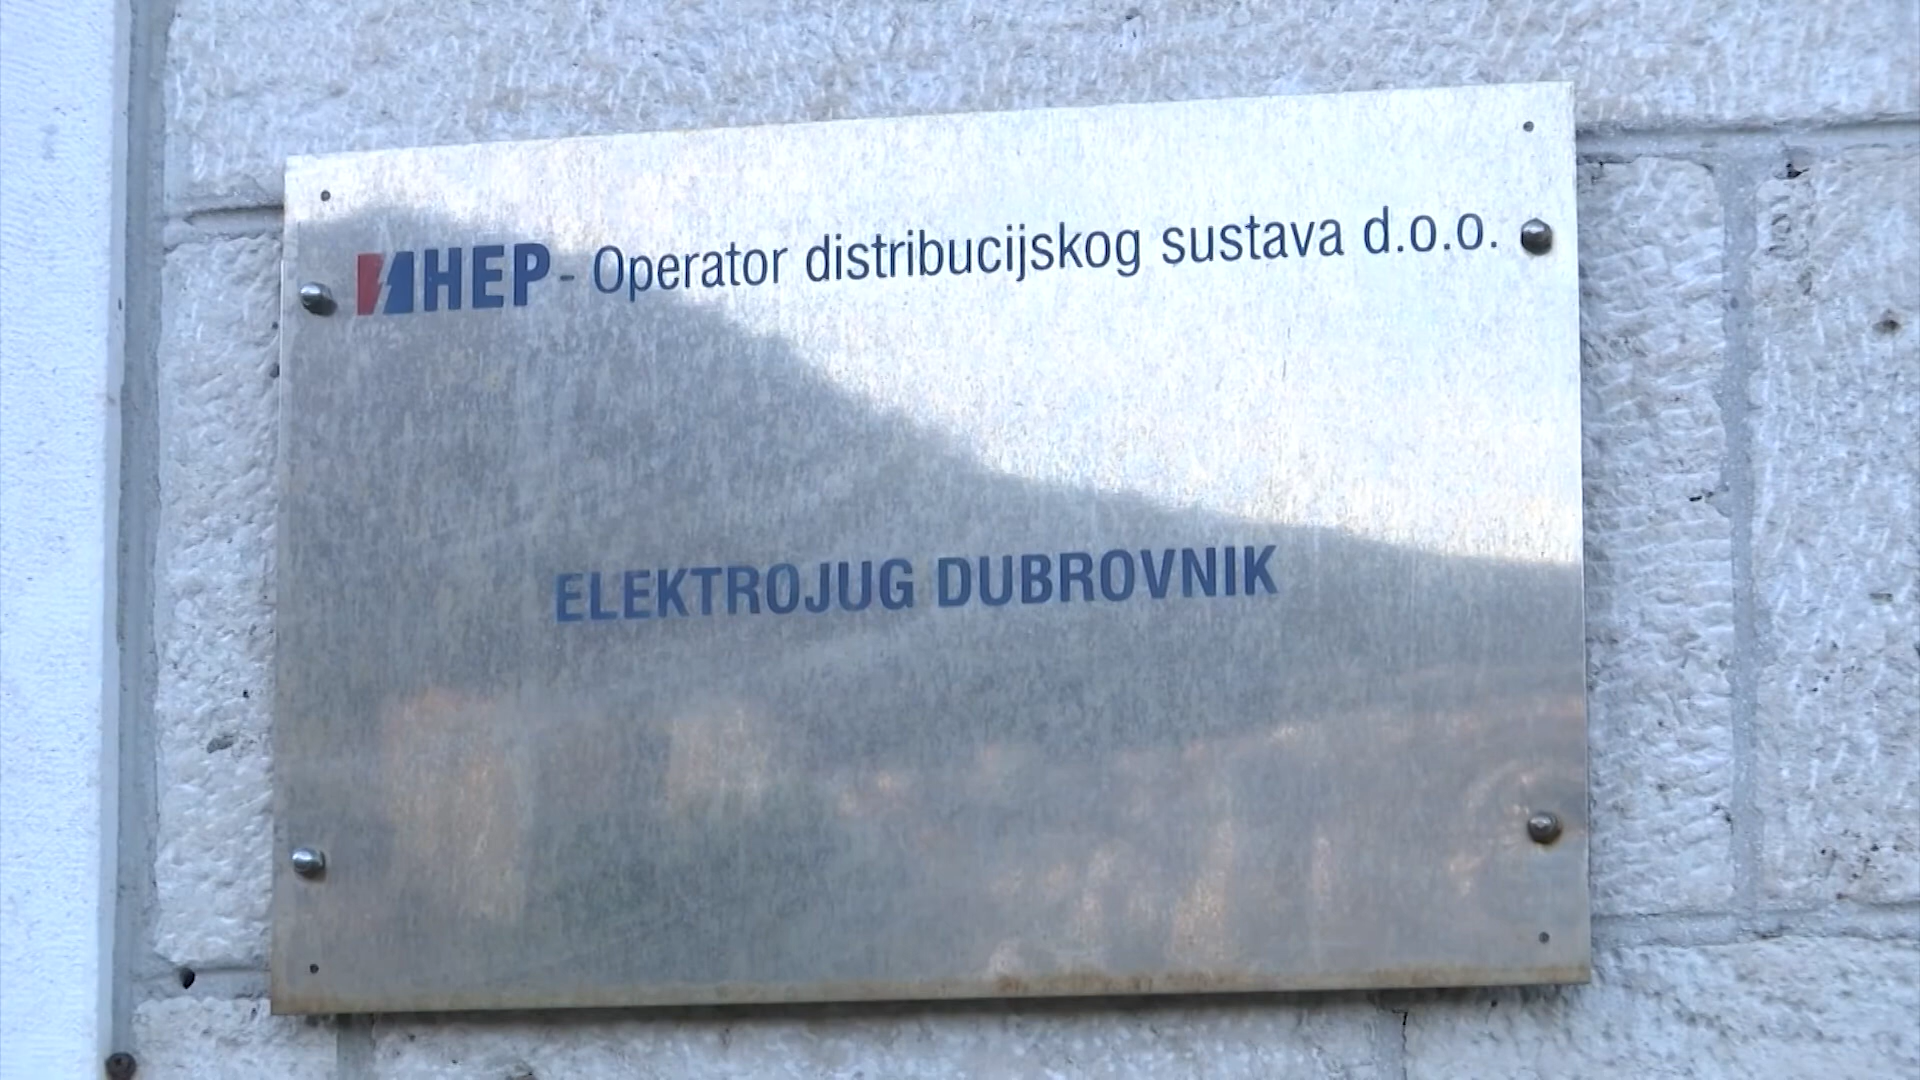 HEP - Operator distribucijskog sustava d.o.o.
ELEKTROJUG DUBROVNIK